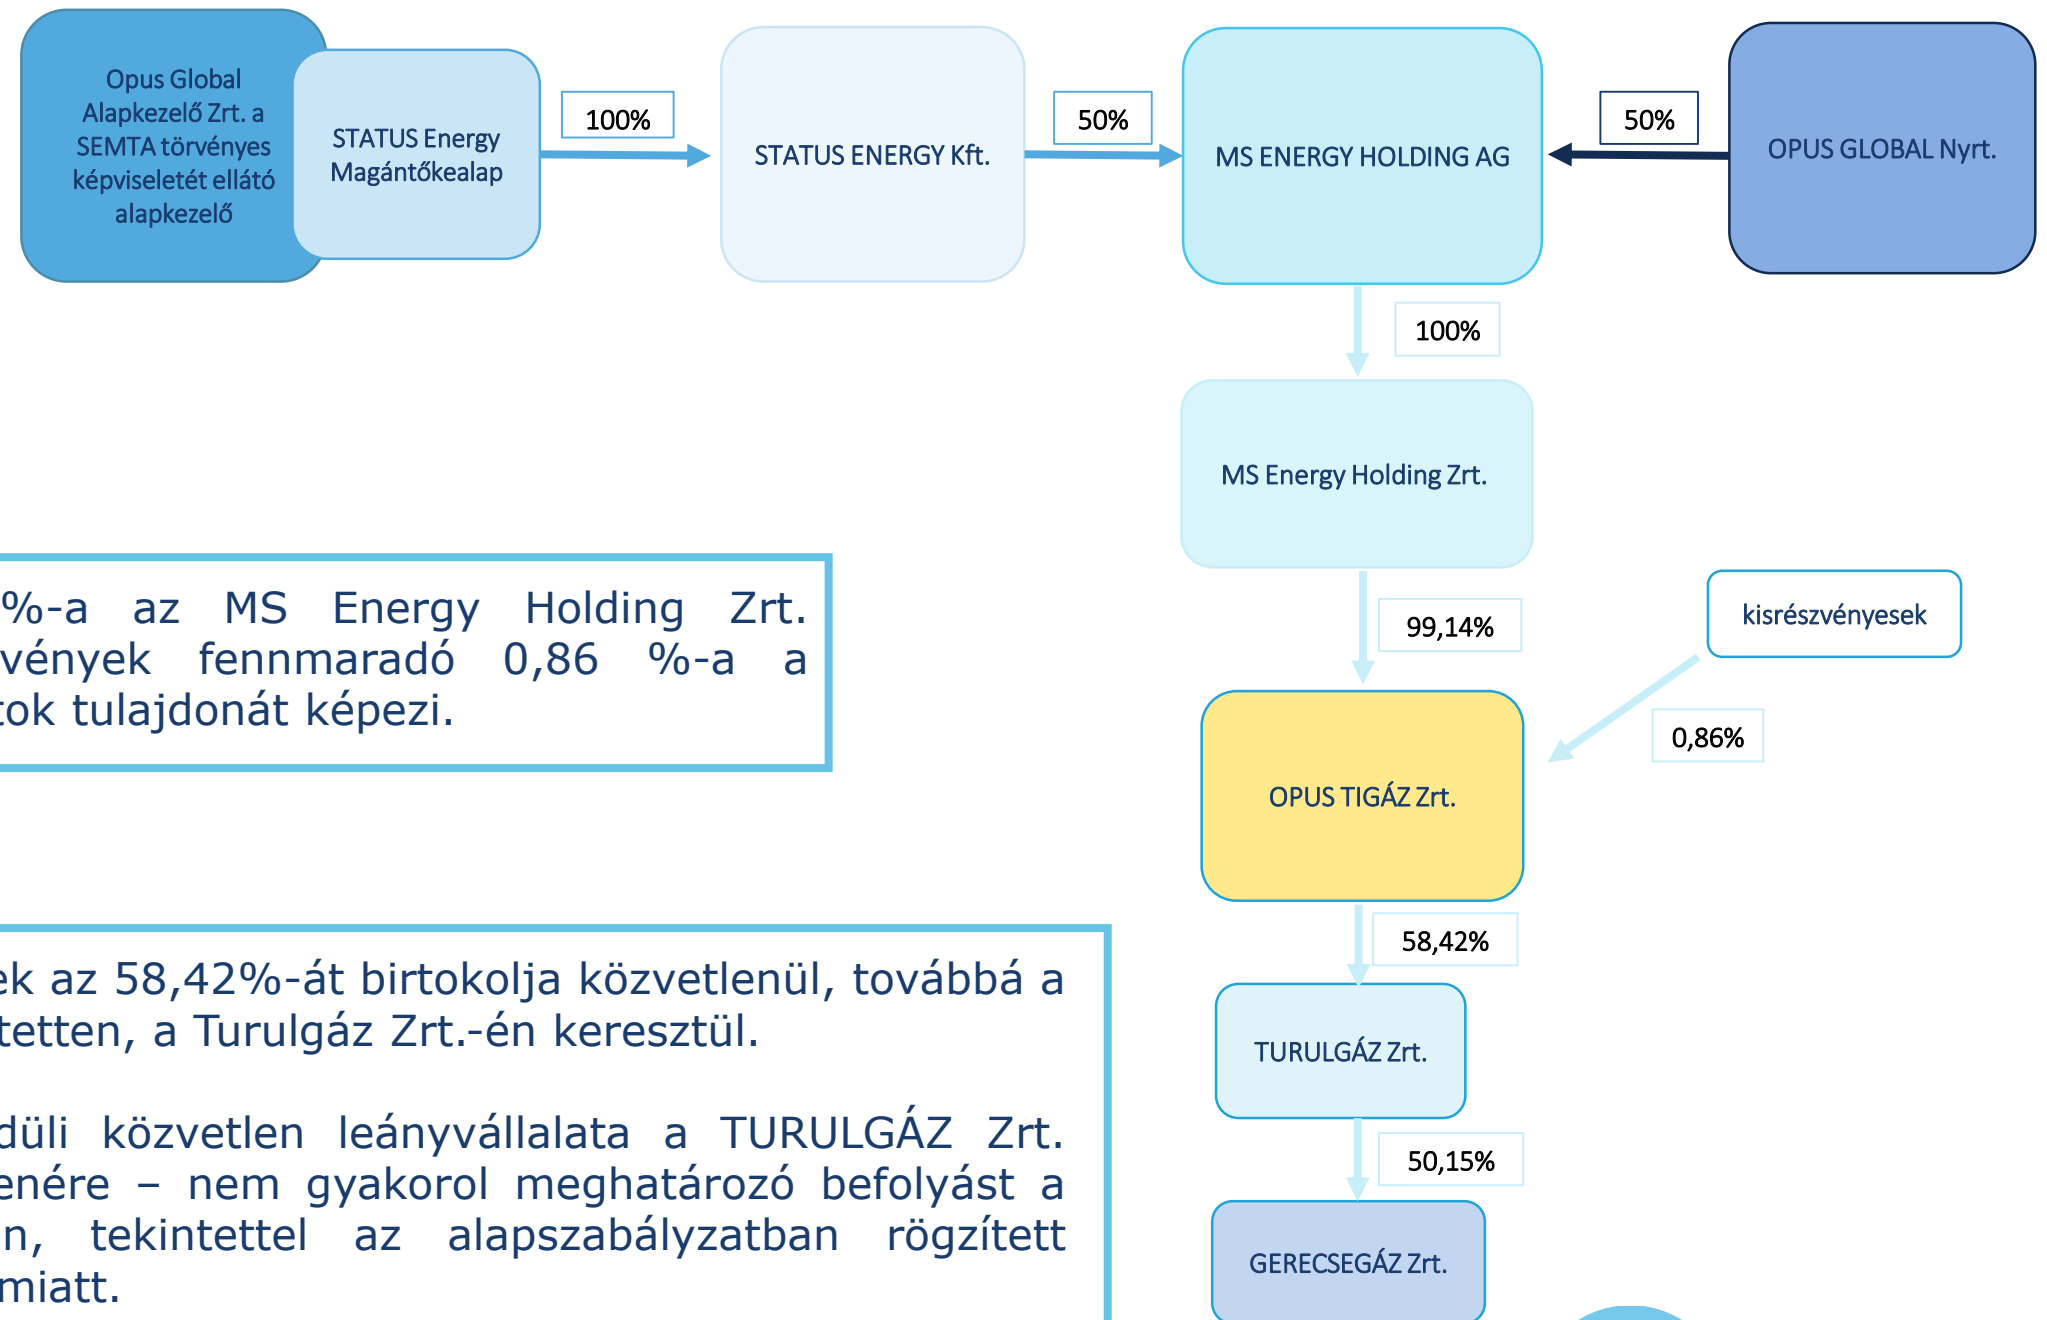 Opus Global
Alapkezelő Zrt. a
SEMTA törvényes
képviseletét ellátó
alapkezelő
STATUS Energy
Magántőkealap
100%
STATUS ENERGY Kft.
50%
MS ENERGY HOLDING AG
50%
OPUS GLOBAL Nyrt.
100%
MS Energy Holding Zrt.
99,14%
kisrészvényesek
0,86%
OPUS TIGÁZ Zrt.
58,42%
TURULGÁZ Zrt.
50,15%
GERECSEGÁZ Zrt.
%-a az MS Energy Holding Zrt.
vények fennmaradó 0,86 %-a a
tok tulajdonát képezi.
ek az 58,42%-át birtokolja közvetlenül, továbbá a
tetten, a Turulgáz Zrt.-én keresztül.
düli közvetlen leányvállalata a TURULGÁZ Zrt.
enére – nem gyakorol meghatározó befolyást a
n, tekintettel az alapszabályzatban rögzített
miatt.